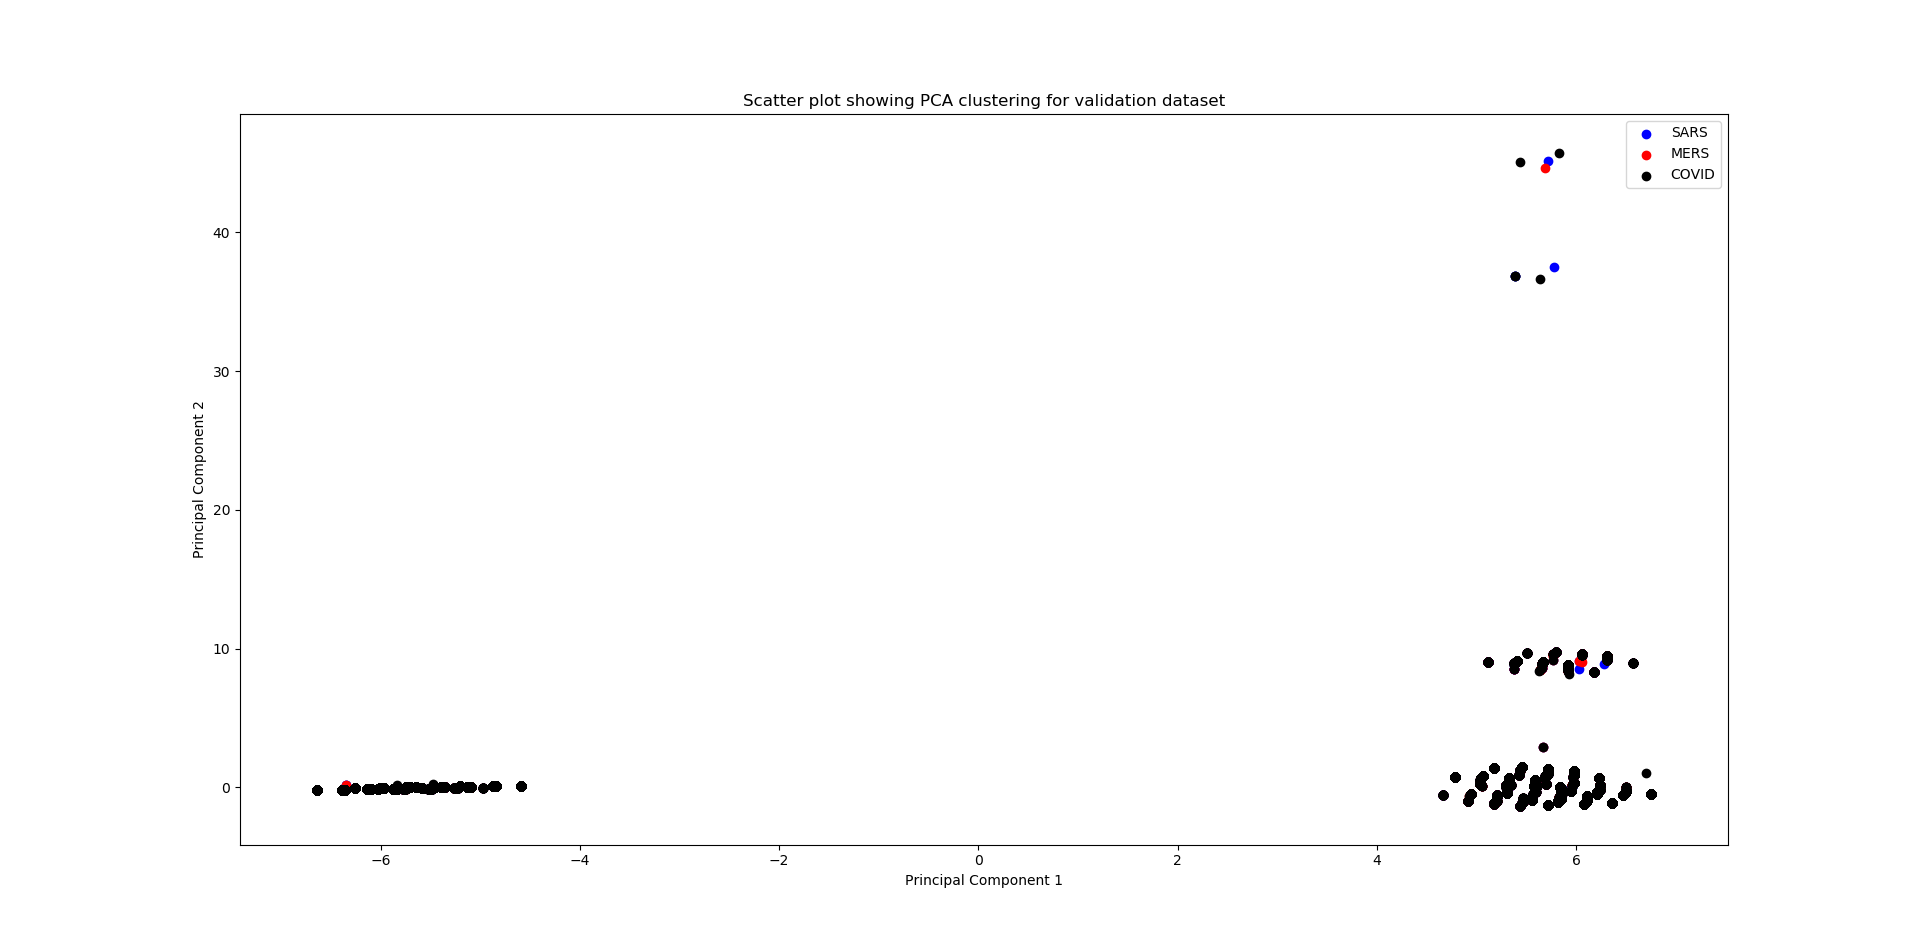 Scatter plot showing PCA clustering for validation dataset
SARS
MERS
COVID
40
30
20
10
0
Principal Component 2
−6
−4
−2
0
2
4
6
Principal Component 1